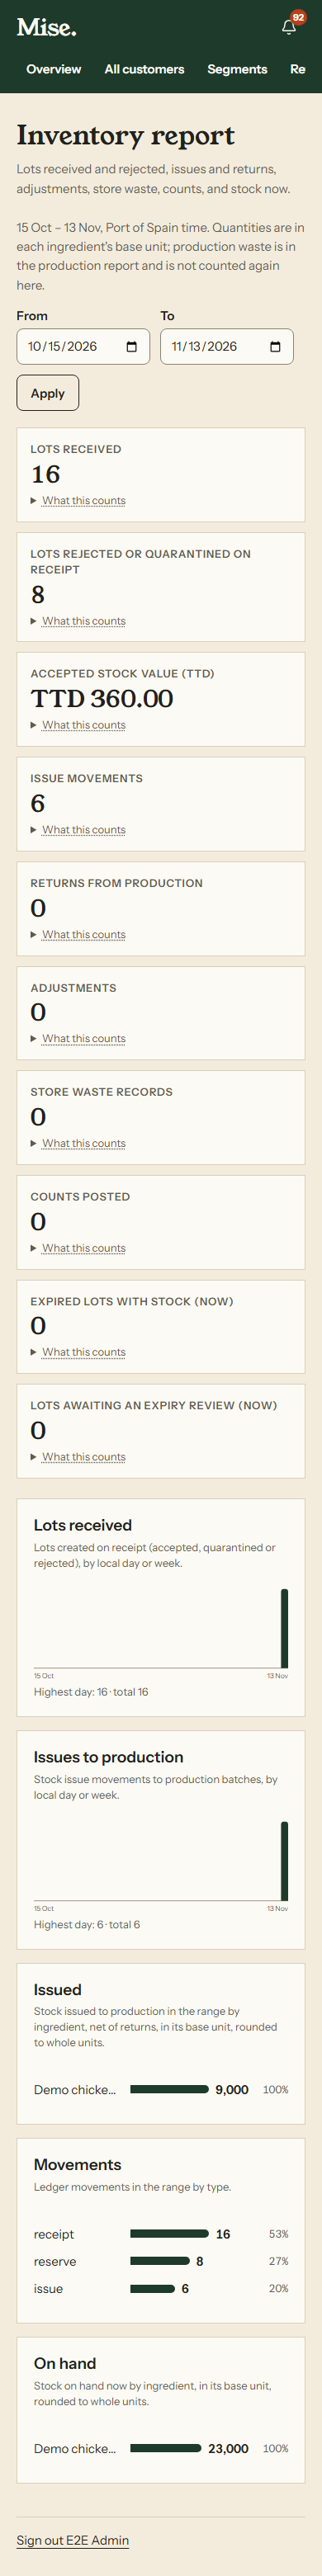 Mise.
92
Overview All customers Segments Re
Inventory report
Lots received and rejected, issues and returns,
adjustments, store waste, counts, and stock now.
15 Oct – 13 Nov, Port of Spain time. Quantities are in
each ingredient's base unit; production waste is in
the production report and is not counted again
here.
From To
10/15/2026 11/13/2026
Apply
LOTS RECEIVED
16
What this counts
LOTS REJECTED OR QUARANTINED ON
RECEIPT
8
What this counts
ACCEPTED STOCK VALUE (TTD)
TTD 360.00
What this counts
ISSUE MOVEMENTS
6
What this counts
RETURNS FROM PRODUCTION
0
What this counts
ADJUSTMENTS
0
What this counts
STORE WASTE RECORDS
0
What this counts
COUNTS POSTED
0
What this counts
EXPIRED LOTS WITH STOCK (NOW)
0
What this counts
LOTS AWAITING AN EXPIRY REVIEW (NOW)
0
What this counts
Lots received
Lots created on receipt (accepted, quarantined or
rejected), by local day or week.
15 Oct 13 Nov
Highest day: 16 · total 16
Issues to production
Stock issue movements to production batches, by
local day or week.
15 Oct 13 Nov
Highest day: 6 · total 6
Issued
Stock issued to production in the range by
ingredient, net of returns, in its base unit, rounded
to whole units.
Demo chicke... 9,000 100%
Movements
Ledger movements in the range by type.
receipt 16 53%
reserve 8 27%
issue 6 20%
On hand
Stock on hand now by ingredient, in its base unit,
rounded to whole units.
Demo chicke... 23,000 100%
Sign out E2E Admin